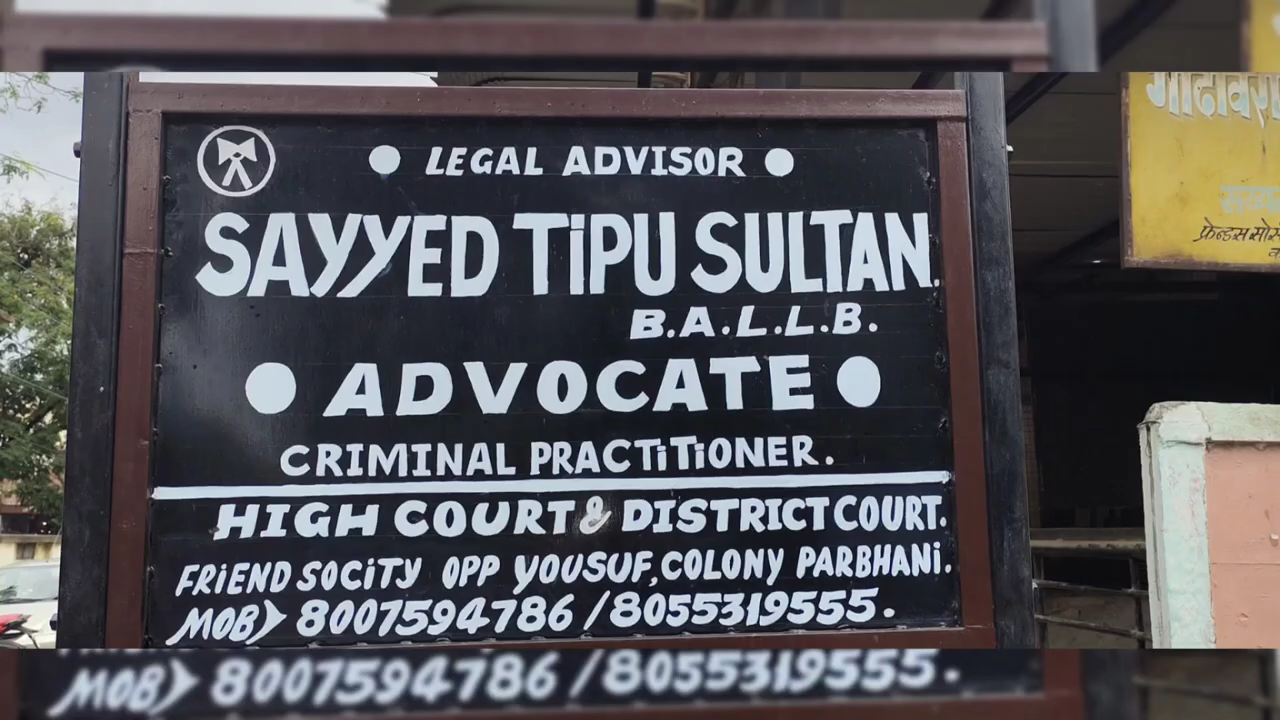 LEGAL ADVISOR
SAYYED TiPU SULTAN.
B.A.L.L.B.
ADVOCATE
CRIMINAL PRACTiTiONER.
HIGH COURT & DISTRICT COURT.
FRiEND SOCiTY OPP YOUSUF, COLONY PARBHANi.
MOB> 8007594786 / 8055319555.
MOB> 8007594786 / 8055319555.